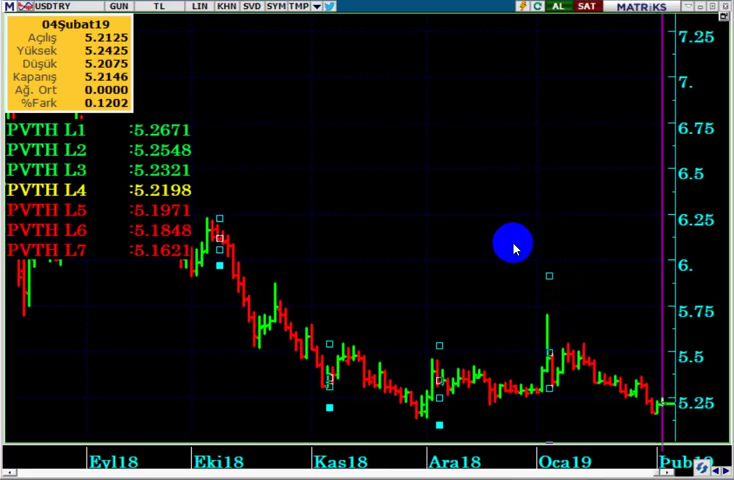 USDTRY GUN TL LIN KHN SVD SYM TMP AL SAT MATRiKS
04Şubat19
Açılış 5.2125
Yüksek 5.2425
Düşük 5.2075
Kapanış 5.2146
Ağ. Ort 0.0000
%Fark 0.1202
PVTH L1 :5.2671
PVTH L2 :5.2548
PVTH L3 :5.2321
PVTH L4 :5.2198
PVTH L5 :5.1971
PVTH L6 :5.1848
PVTH L7 :5.1621
7.25
7.
6.75
6.5
6.25
6.
5.75
5.5
5.25
Eyl18 Eki18 Kas18 Ara18 Oca19